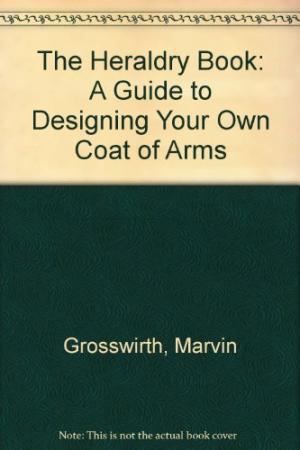 The Heraldry Book:
A Guide to
Designing Your Own
Coat of Arms
Grosswirth, Marvin
Note: This is not the actual book cover